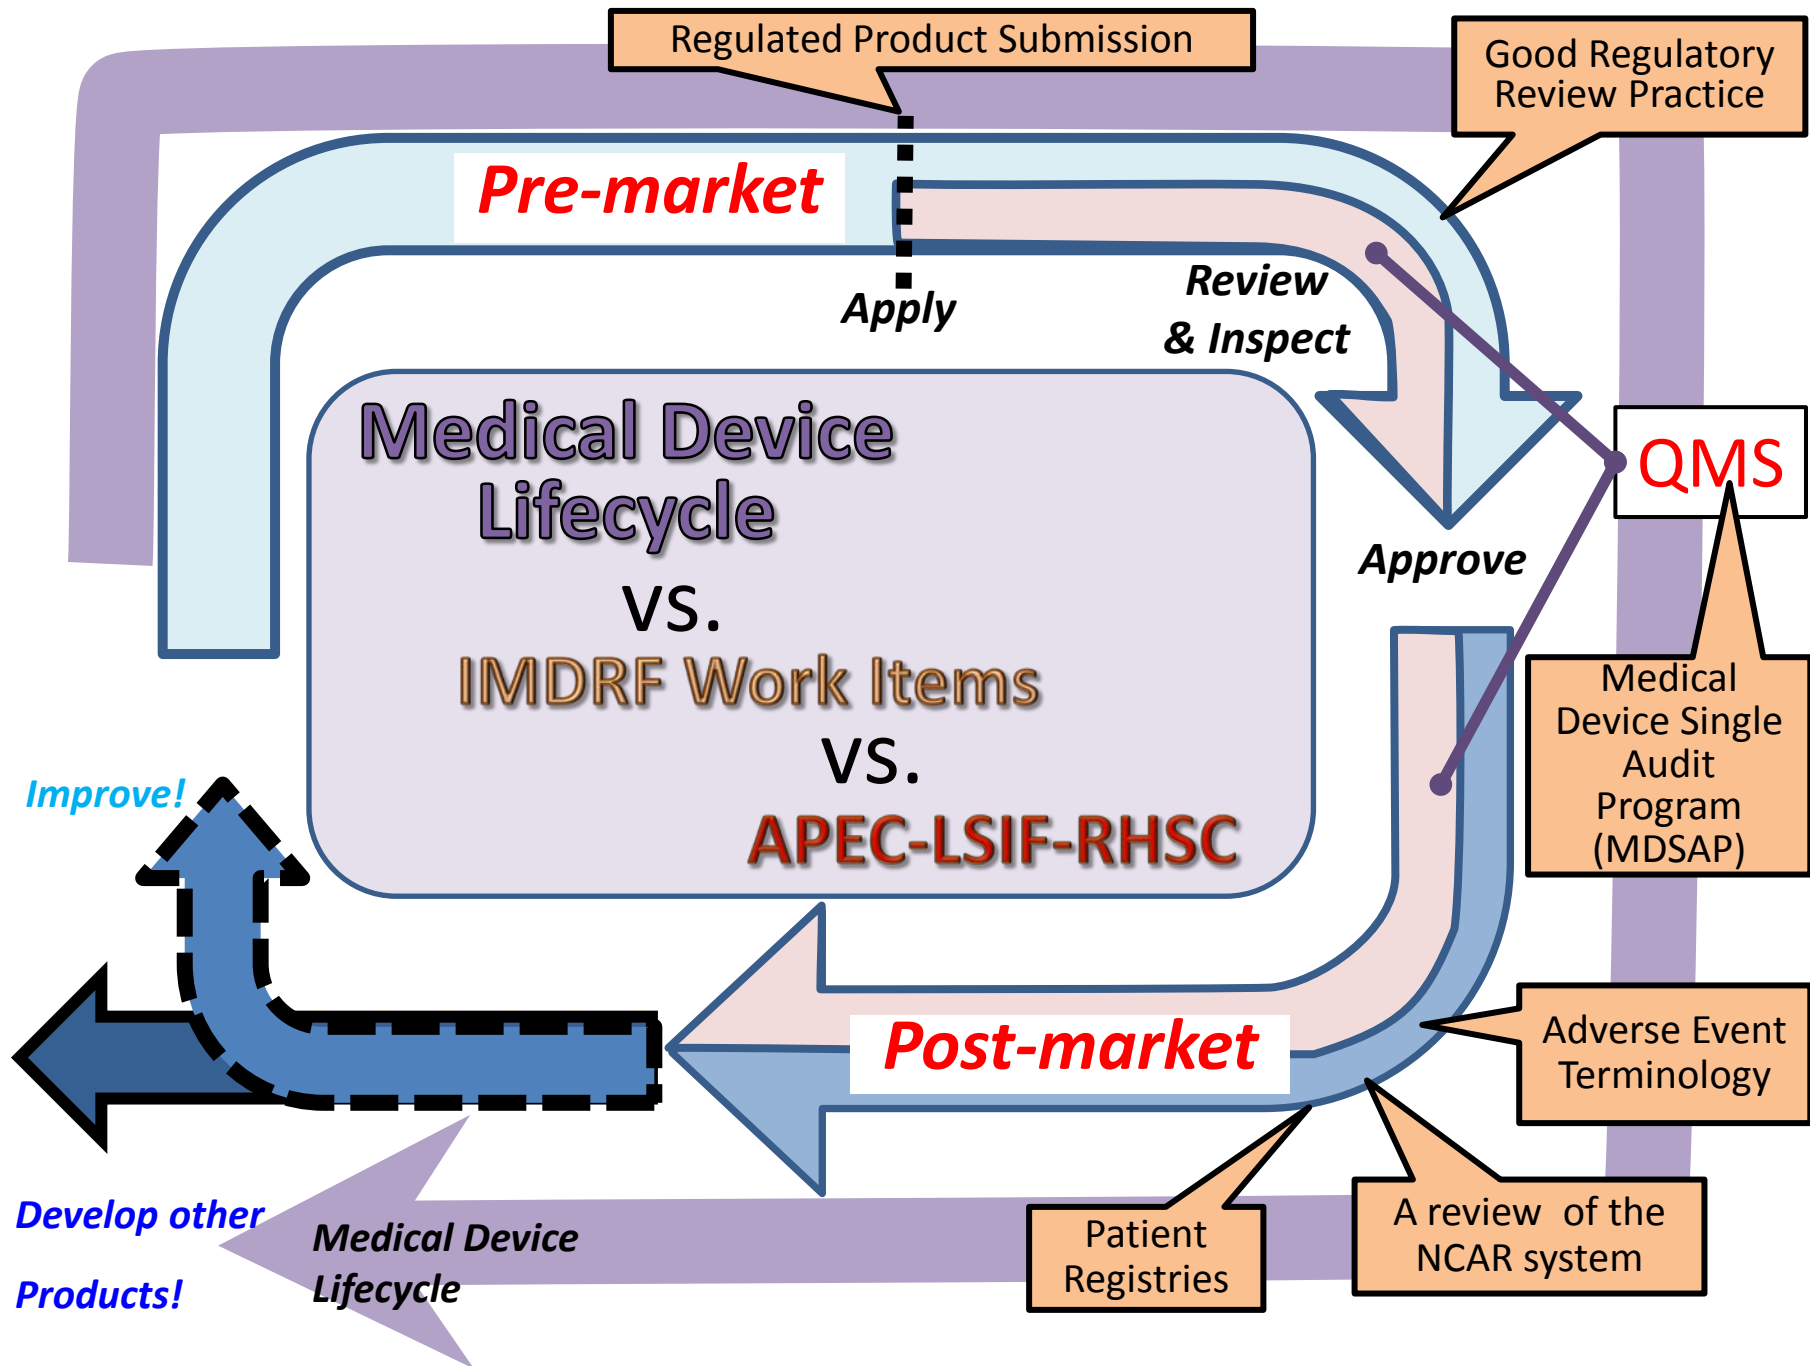 Regulated Product Submission
Good Regulatory
Review Practice
Pre-market
Apply
Review
& Inspect
Medical Device
Lifecycle
vs.
IMDRF Work Items
vs.
APEC-LSIF-RHSC
QMS
Approve
Medical
Device Single
Audit
Program
(MDSAP)
Improve!
Post-market
Adverse Event
Terminology
A review of the
NCAR system
Patient
Registries
Develop other
Products!
Medical Device
Lifecycle